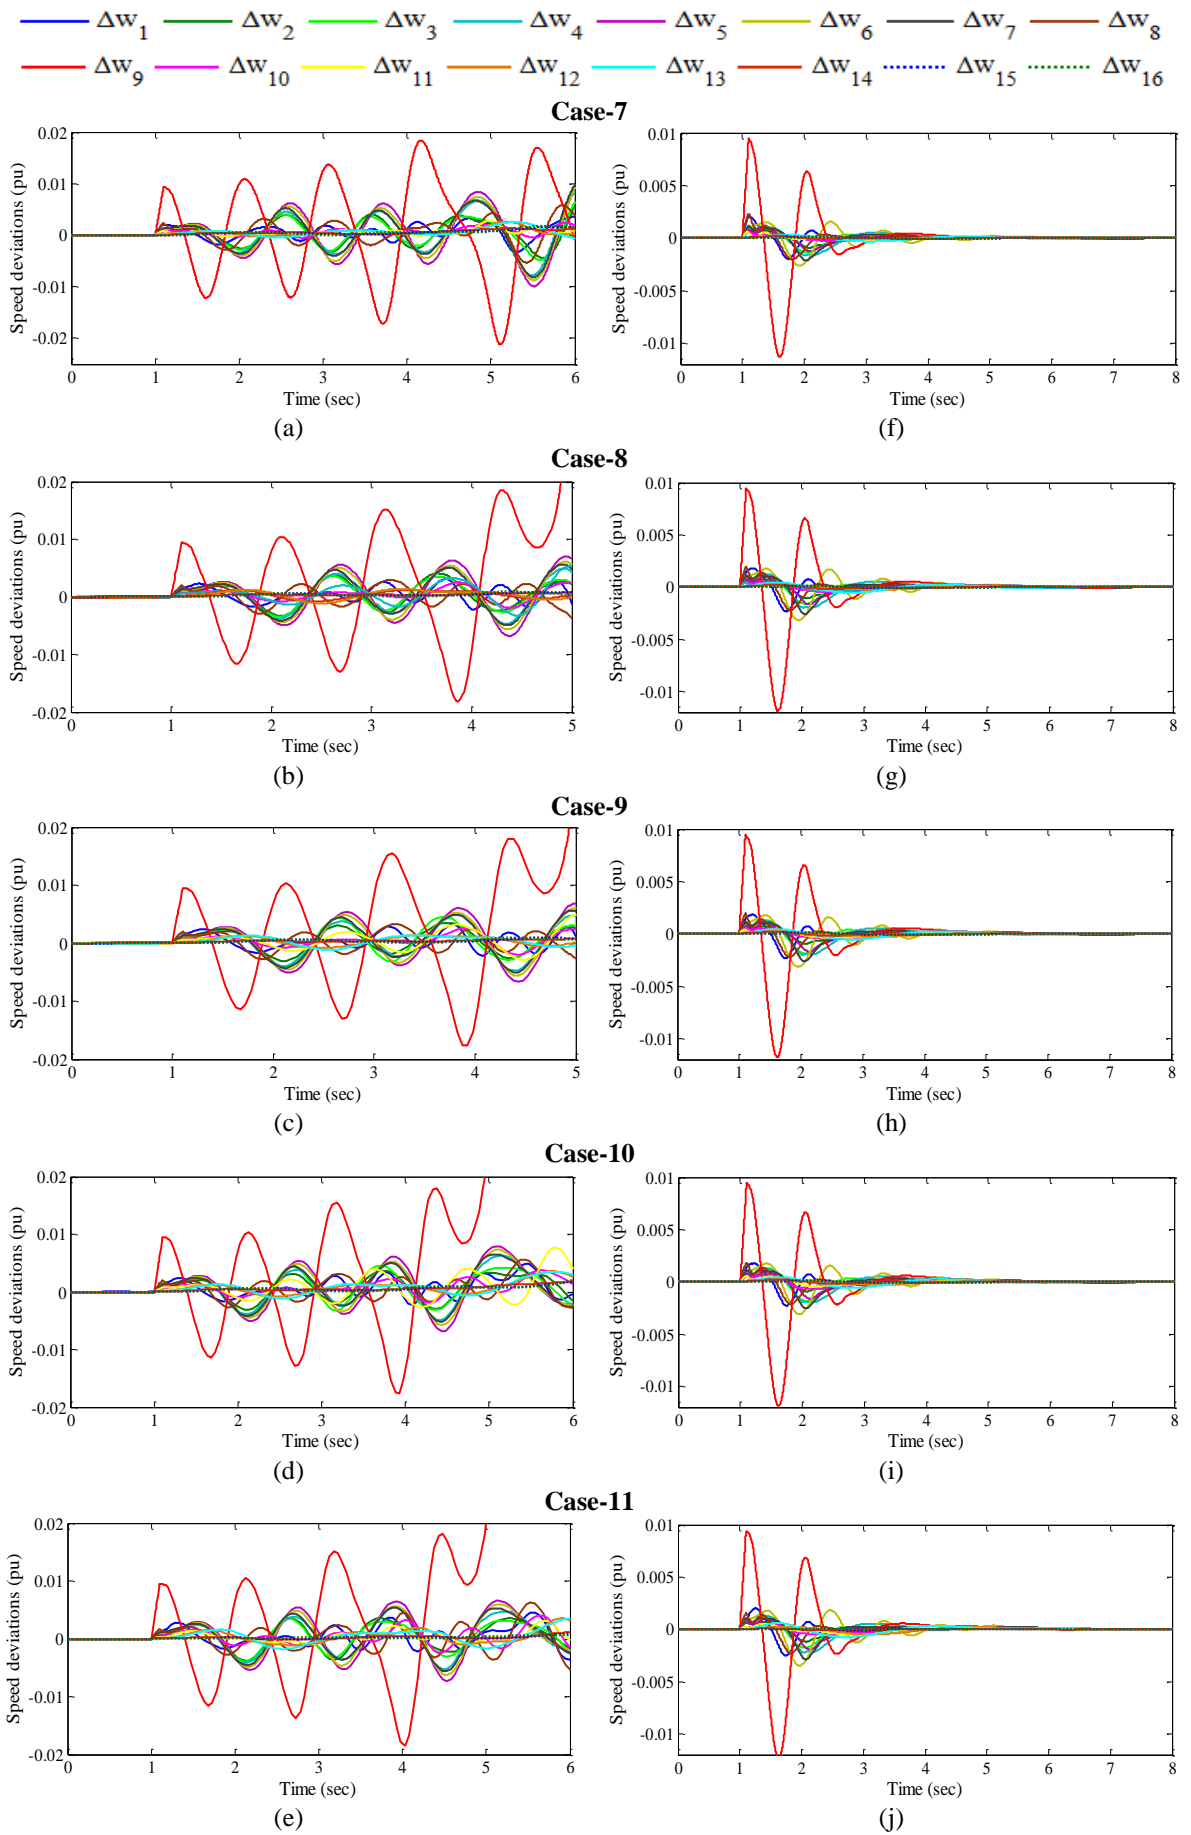 Δw1 Δw2 Δw3 Δw4 Δw5 Δw6 Δw7 Δw8
Δw9 Δw10 Δw11 Δw12 Δw13 Δw14 Δw15 Δw16
Case-7
Speed deviations (pu)
0.02
0.01
0
-0.01
-0.02
0 1 2 3 4 5 6
Time (sec)
(a)
Speed deviations (pu)
0.01
0.005
0
-0.005
-0.01
0 1 2 3 4 5 6 7 8
Time (sec)
(f)
Case-8
Speed deviations (pu)
0.02
0.01
0
-0.01
-0.02
0 1 2 3 4 5
Time (sec)
(b)
Speed deviations (pu)
0.01
0.005
0
-0.005
-0.01
0 1 2 3 4 5 6 7 8
Time (sec)
(g)
Case-9
Speed deviations (pu)
0.02
0.01
0
-0.01
-0.02
0 1 2 3 4 5
Time (sec)
(c)
Speed deviations (pu)
0.01
0.005
0
-0.005
-0.01
0 1 2 3 4 5 6 7 8
Time (sec)
(h)
Case-10
Speed deviations (pu)
0.02
0.01
0
-0.01
-0.02
0 1 2 3 4 5 6
Time (sec)
(d)
Speed deviations (pu)
0.01
0.005
0
-0.005
-0.01
0 1 2 3 4 5 6 7 8
Time (sec)
(i)
Case-11
Speed deviations (pu)
0.02
0.01
0
-0.01
-0.02
0 1 2 3 4 5 6
Time (sec)
(e)
Speed deviations (pu)
0.01
0.005
0
-0.005
-0.01
0 1 2 3 4 5 6 7 8
Time (sec)
(j)